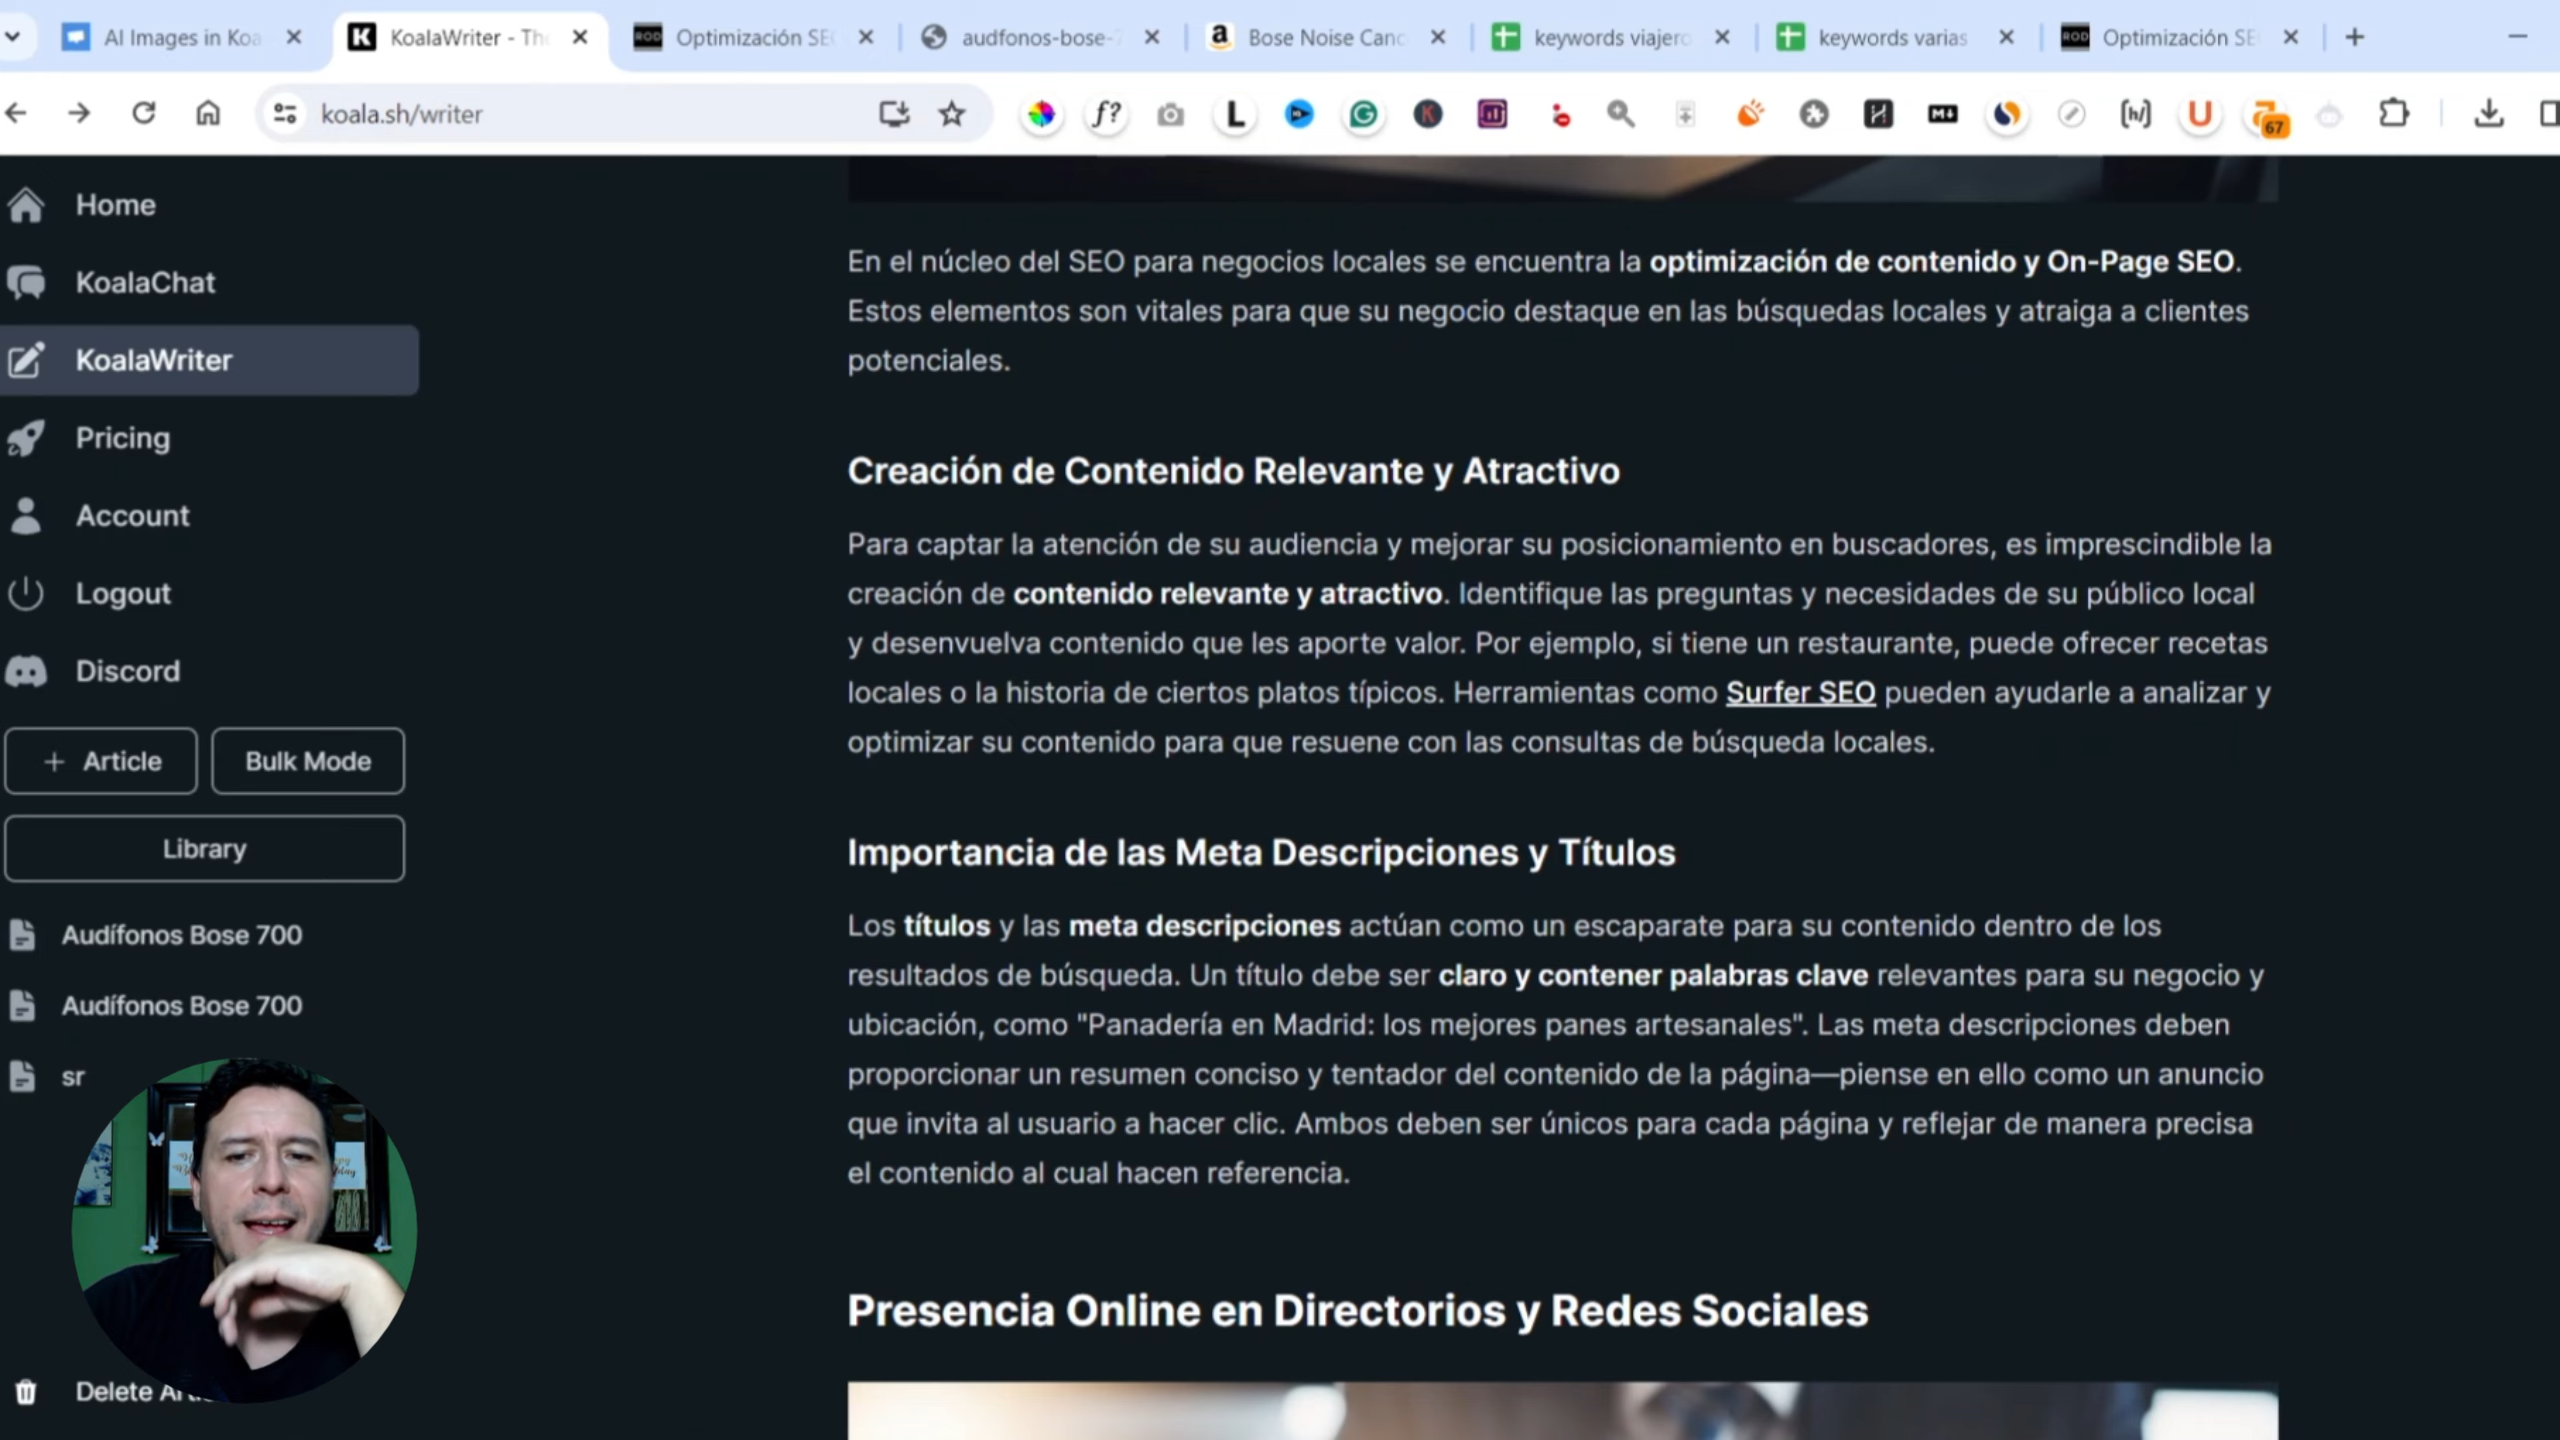 AI Images in Koa
KoalaWriter - Th
Optimización SE
audfonos-bose-7
Bose Noise Canc
keywords viajero
keywords varias
Optimización SE
koala.sh/writer
67
Home
KoalaChat
KoalaWriter
Pricing
Account
Logout
Discord
+ Article
Bulk Mode
Library
Audífonos Bose 700
Audífonos Bose 700
sr
Delete
En el núcleo del SEO para negocios locales se encuentra la optimización de contenido y On-Page SEO.
Estos elementos son vitales para que su negocio destaque en las búsquedas locales y atraiga a clientes
potenciales.
Creación de Contenido Relevante y Atractivo
Para captar la atención de su audiencia y mejorar su posicionamiento en buscadores, es imprescindible la
creación de contenido relevante y atractivo. Identifique las preguntas y necesidades de su público local
y desenvuelva contenido que les aporte valor. Por ejemplo, si tiene un restaurante, puede ofrecer recetas
locales o la historia de ciertos platos típicos. Herramientas como Surfer SEO pueden ayudarle a analizar y
optimizar su contenido para que resuene con las consultas de búsqueda locales.
Importancia de las Meta Descripciones y Títulos
Los títulos y las meta descripciones actúan como un escaparate para su contenido dentro de los
resultados de búsqueda. Un título debe ser claro y contener palabras clave relevantes para su negocio y
ubicación, como "Panadería en Madrid: los mejores panes artesanales". Las meta descripciones deben
proporcionar un resumen conciso y tentador del contenido de la página—piense en ello como un anuncio
que invita al usuario a hacer clic. Ambos deben ser únicos para cada página y reflejar de manera precisa
el contenido al cual hacen referencia.
Presencia Online en Directorios y Redes Sociales